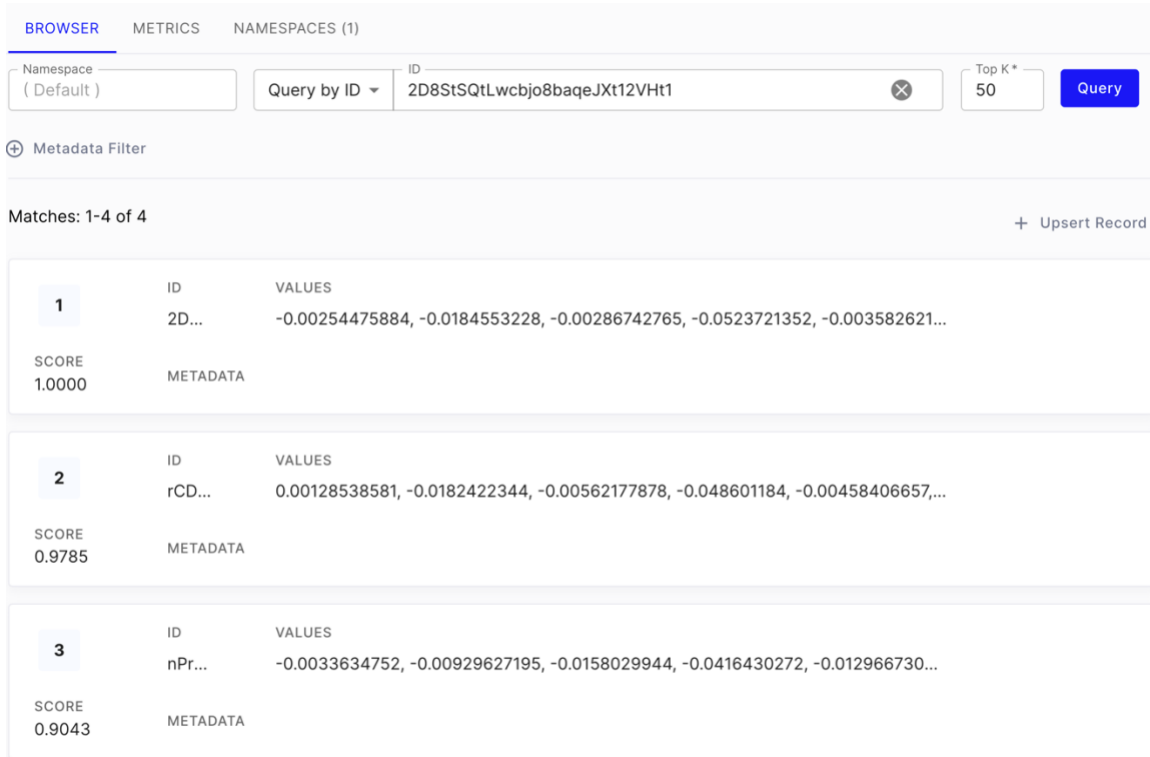 BROWSER METRICS NAMESPACES (1)
Namespace ID Top K*
( Default ) Query by ID 2D8StSQtLwcbjo8baqeJXt12VHt1 50 Query
Metadata Filter
Matches: 1-4 of 4
+ Upsert Record
ID VALUES
1
2D... -0.00254475884, -0.0184553228, -0.00286742765, -0.0523721352, -0.003582621...
SCORE
METADATA
1.0000
ID VALUES
2
rCD... 0.00128538581, -0.0182422344, -0.00562177878, -0.048601184, -0.00458406657,...
SCORE
METADATA
0.9785
ID VALUES
3
nPr... -0.0033634752, -0.00929627195, -0.0158029944, -0.0416430272, -0.012966730...
SCORE
METADATA
0.9043